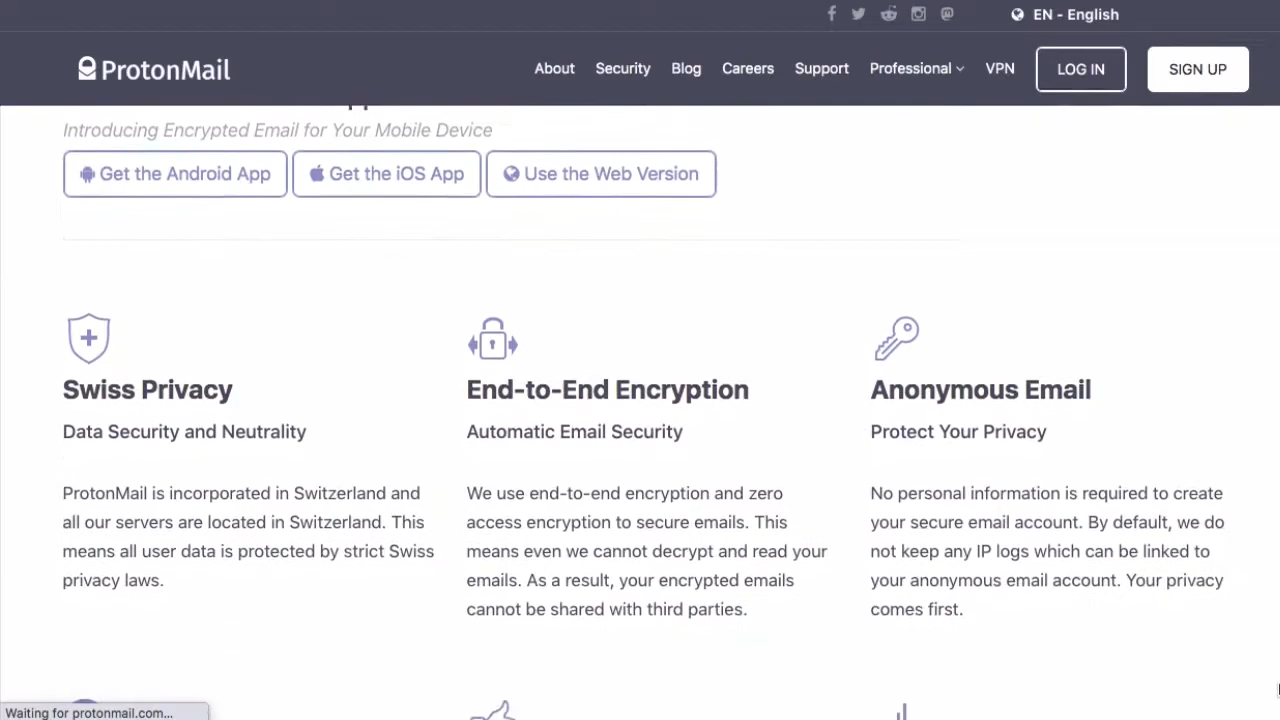 EN - English
ProtonMail
About Security Blog Careers Support Professional VPN LOG IN SIGN UP
Introducing Encrypted Email for Your Mobile Device
Get the Android App Get the iOS App Use the Web Version
Swiss Privacy
Data Security and Neutrality
ProtonMail is incorporated in Switzerland and
all our servers are located in Switzerland. This
means all user data is protected by strict Swiss
privacy laws.
End-to-End Encryption
Automatic Email Security
We use end-to-end encryption and zero
access encryption to secure emails. This
means even we cannot decrypt and read your
emails. As a result, your encrypted emails
cannot be shared with third parties.
Anonymous Email
Protect Your Privacy
No personal information is required to create
your secure email account. By default, we do
not keep any IP logs which can be linked to
your anonymous email account. Your privacy
comes first.
Waiting for protonmail.com...